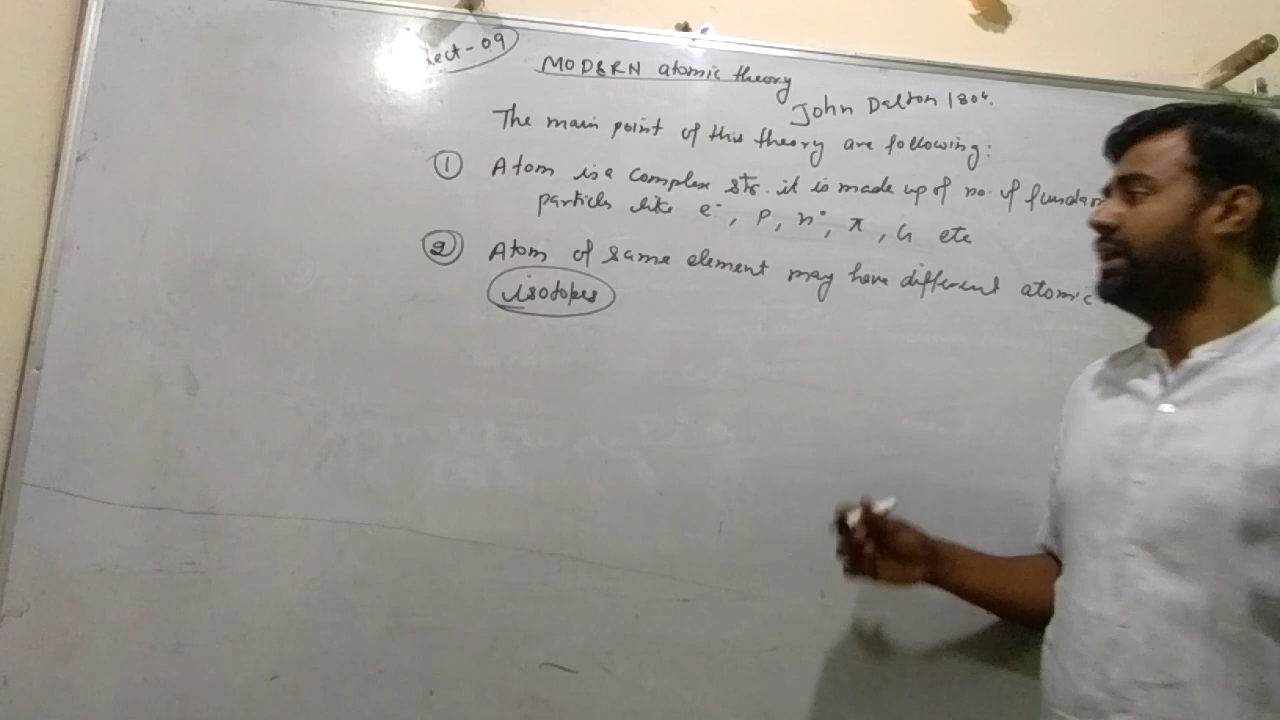 Lect-09
MODERN atomic theory
John Dalton 1804.
The main point of this theory are following:
① Atom is a complex str. it is made up of no. of
particles like e⁻, p, n°, π, etc
② Atom of same element may have different atomic
isotopes